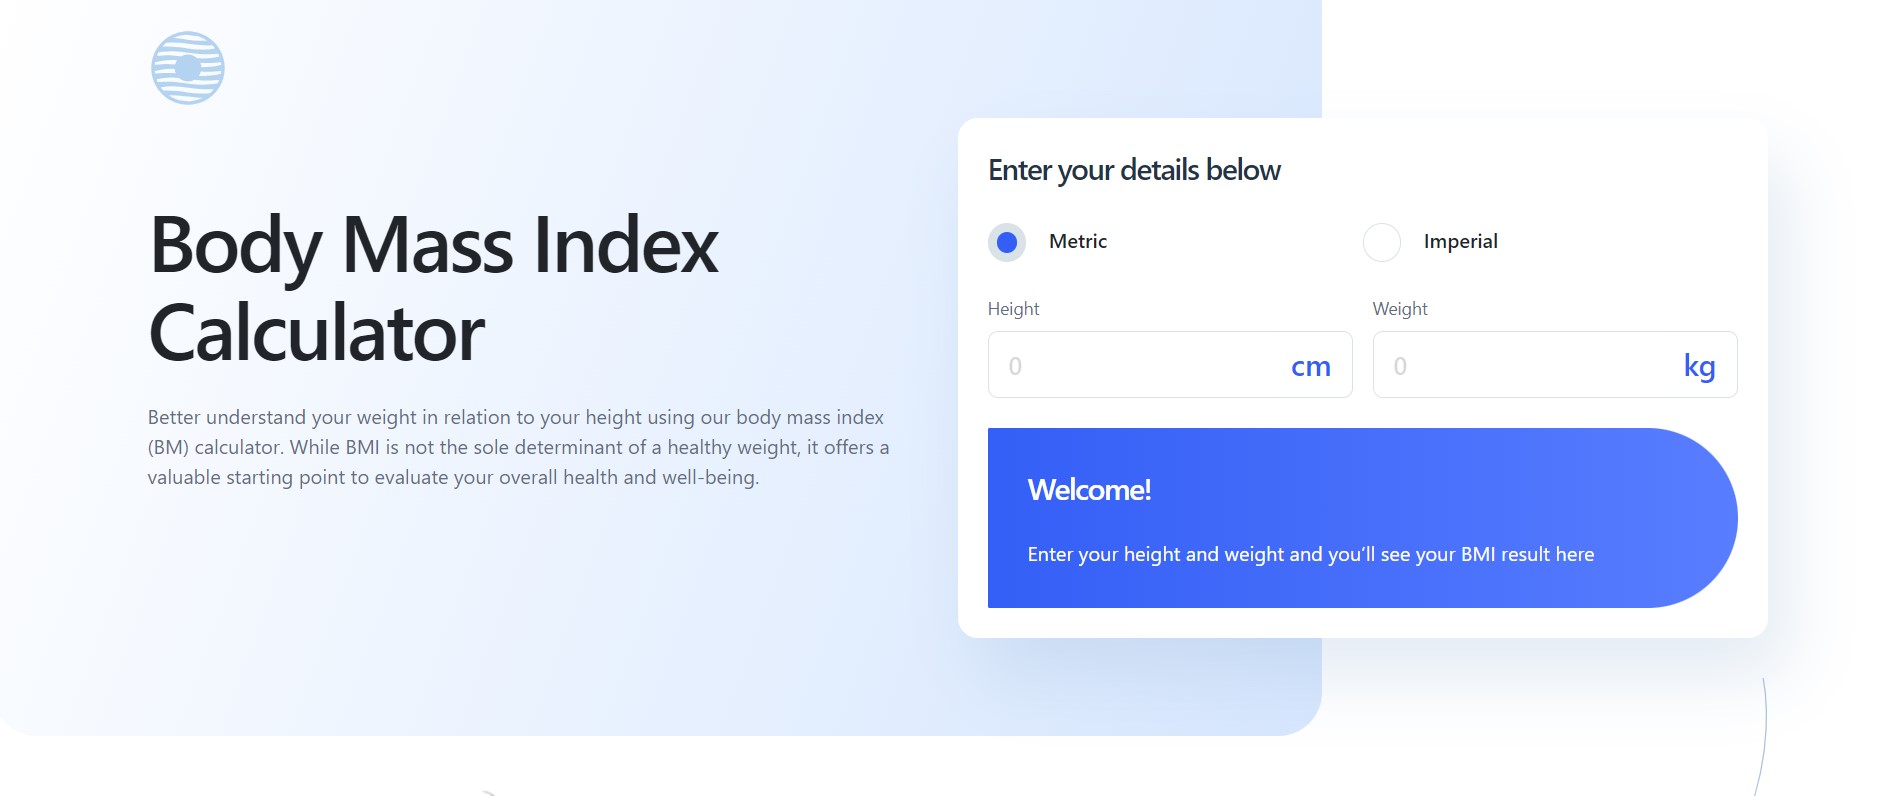 Body Mass Index
Calculator
Better understand your weight in relation to your height using our body mass index
(BM) calculator. While BMI is not the sole determinant of a healthy weight, it offers a
valuable starting point to evaluate your overall health and well-being.
Enter your details below
Metric
Imperial
Height
Weight
0 cm
0 kg
Welcome!
Enter your height and weight and you’ll see your BMI result here